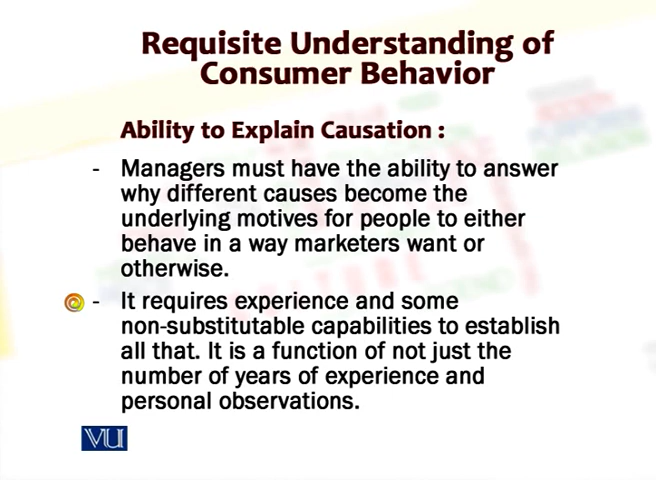 Requisite Understanding of
Consumer Behavior
Ability to Explain Causation :
- Managers must have the ability to answer
why different causes become the
underlying motives for people to either
behave in a way marketers want or
otherwise.
- It requires experience and some
non-substitutable capabilities to establish
all that. It is a function of not just the
number of years of experience and
personal observations.
VU